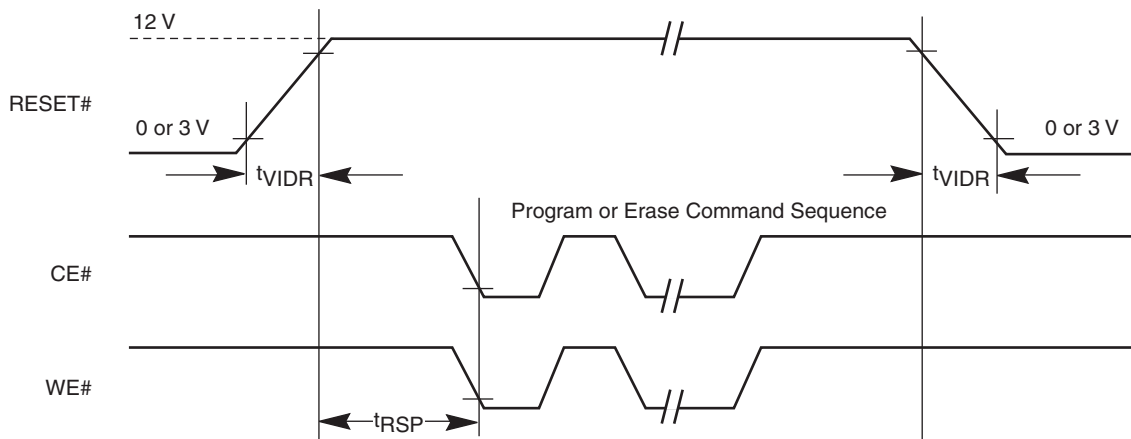 12 V
RESET#
0 or 3 V
0 or 3 V
tVIDR
tVIDR
Program or Erase Command Sequence
CE#
WE#
tRSP